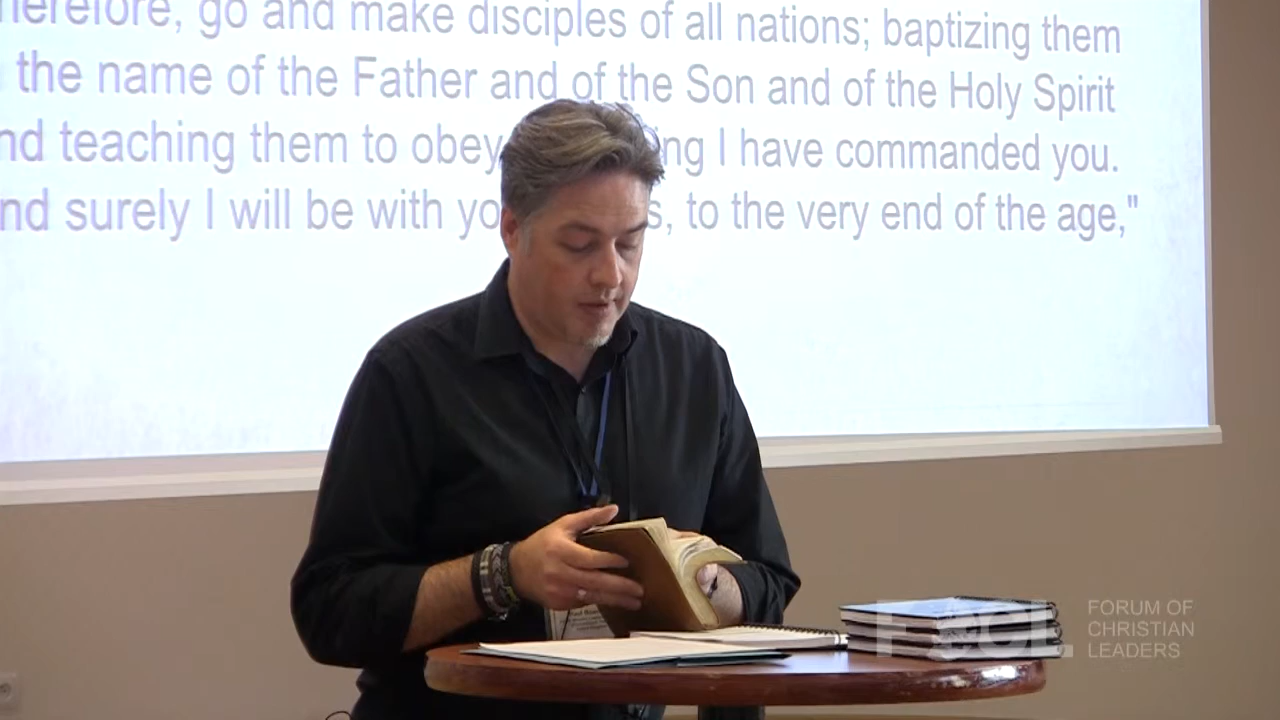 herefore, go and make disciples of all nations; baptizing them
the name of the Father and of the Son and of the Holy Spirit
nd teaching them to obey ing I have commanded you.
nd surely I will be with yo s, to the very end of the age,"
FORUM OF
CHRISTIAN
LEADERS